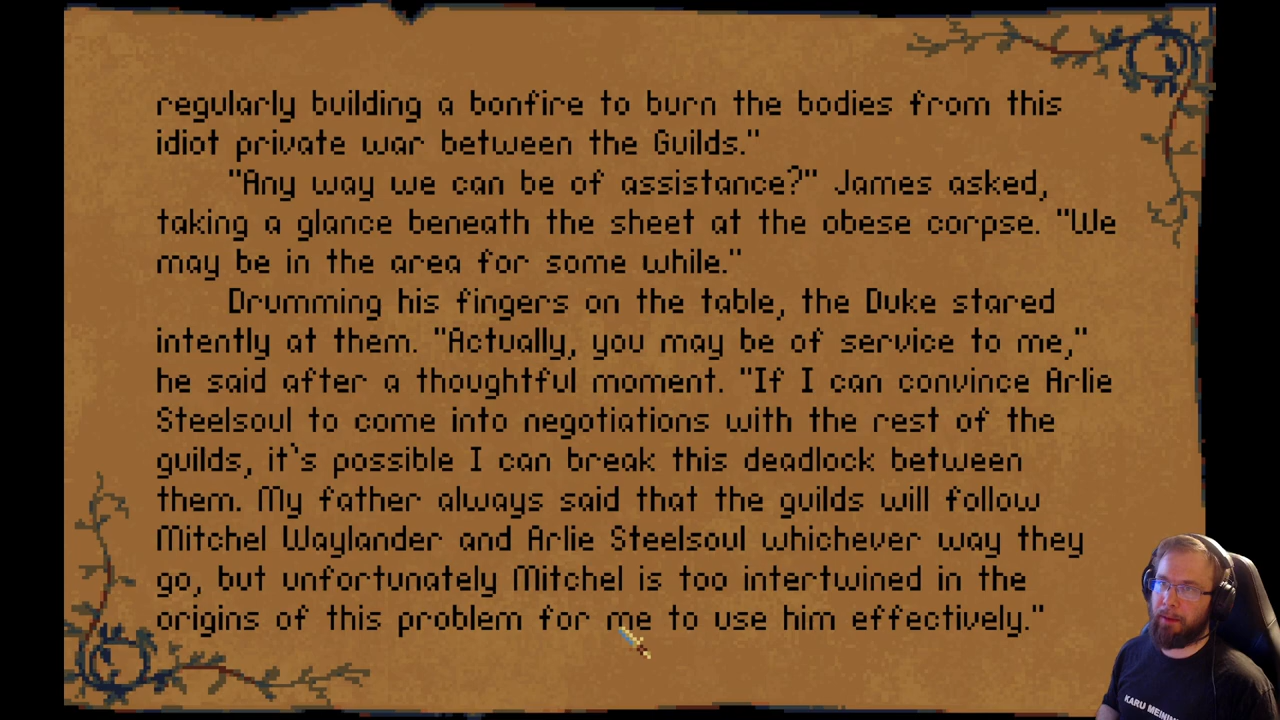 regularly building a bonfire to burn the bodies from this
idiot private war between the Guilds."
"Any way we can be of assistance?" James asked,
taking a glance beneath the sheet at the obese corpse. "We
may be in the area for some while."
Drumming his fingers on the table, the Duke stared
intently at them. "Actually, you may be of service to me,"
he said after a thoughtful moment. "If I can convince Arlie
Steelsoul to come into negotiations with the rest of the
guilds, it`s possible I can break this deadlock between
them. My father always said that the guilds will follow
Mitchel Waylander and Arlie Steelsoul whichever way they
go, but unfortunately Mitchel is too intertwined in the
origins of this problem for me to use him effectively."
KARU